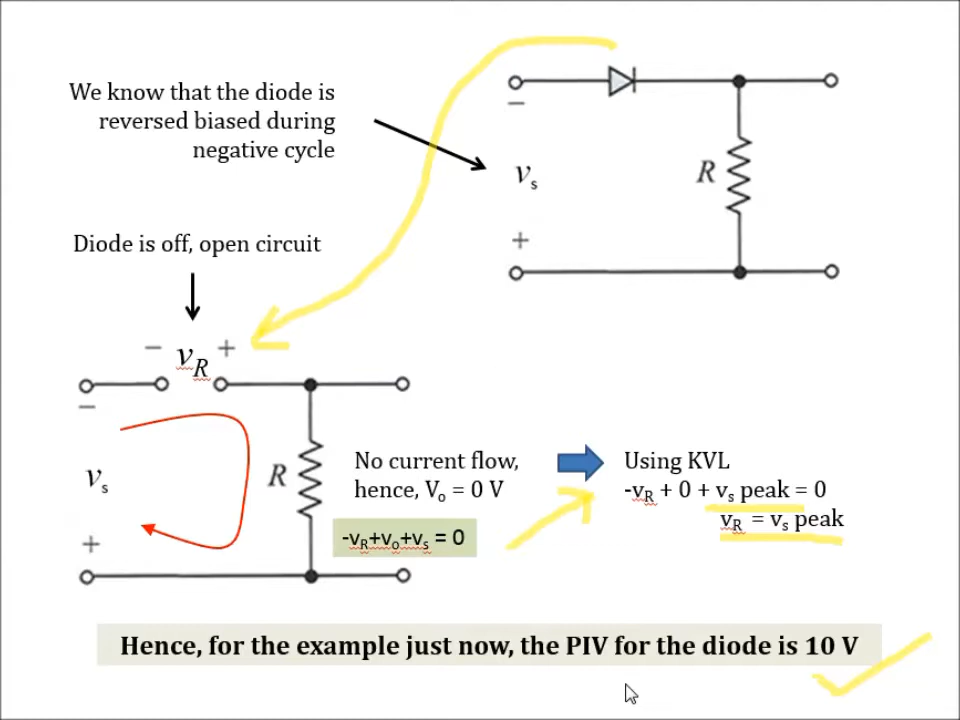 We know that the diode is
reversed biased during
negative cycle
−
vs
R
+
Diode is off, open circuit
− vR +
−
vs
R
+
No current flow,
hence, Vo = 0 V
-vR+vo+vs = 0
Using KVL
-vR + 0 + vs peak = 0
vR = vs peak
Hence, for the example just now, the PIV for the diode is 10 V